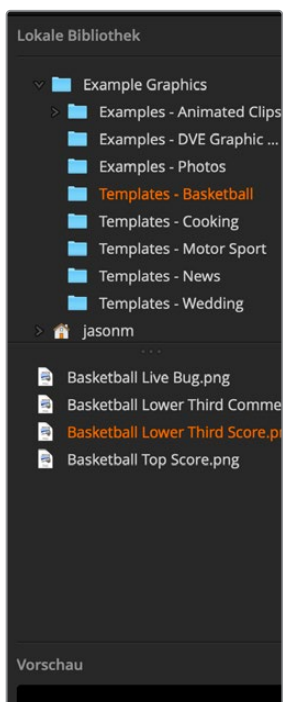 Lokale Bibliothek
Example Graphics
Examples - Animated Clips
Examples - DVE Graphic ...
Examples - Photos
Templates - Basketball
Templates - Cooking
Templates - Motor Sport
Templates - News
Templates - Wedding
jasonm
Basketball Live Bug.png
Basketball Lower Third Comme
Basketball Lower Third Score.p
Basketball Top Score.png
Vorschau